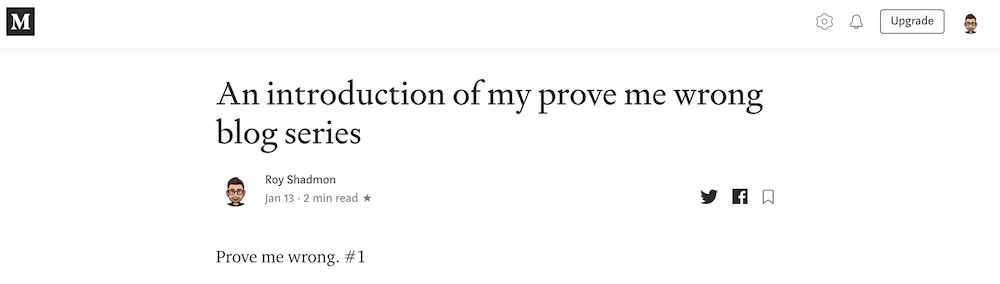 M
Upgrade
An introduction of my prove me wrong
blog series
Roy Shadmon
Jan 13 · 2 min read ★
Prove me wrong. #1